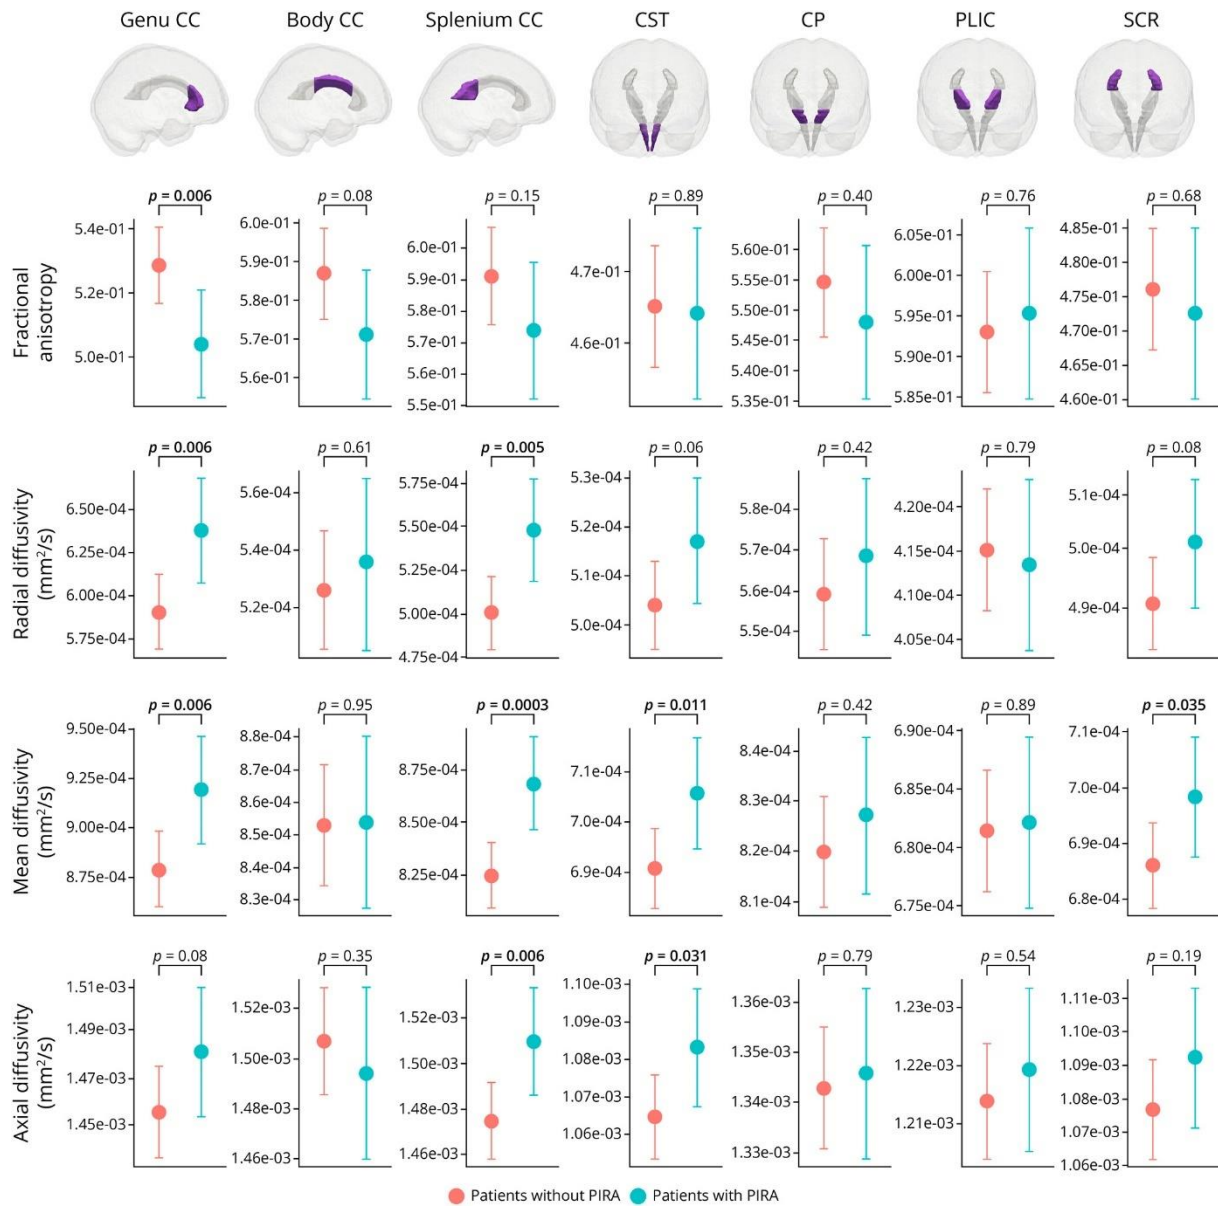 Genu CC Body CC Splenium CC CST CP PLIC SCR
p = 0.006 p = 0.08 p = 0.15 p = 0.89 p = 0.40 p = 0.76 p = 0.68
Fractional
anisotropy
5.4e-01
5.2e-01
5.0e-01
6.0e-01
5.9e-01
5.8e-01
5.7e-01
5.6e-01
6.0e-01
5.9e-01
5.7e-01
5.6e-01
5.5e-01
4.7e-01
4.6e-01
5.60e-01
5.55e-01
5.50e-01
5.45e-01
5.40e-01
5.35e-01
6.05e-01
6.00e-01
5.95e-01
5.90e-01
5.85e-01
4.85e-01
4.80e-01
4.75e-01
4.70e-01
4.65e-01
4.60e-01
p = 0.006 p = 0.61 p = 0.005 p = 0.06 p = 0.42 p = 0.79 p = 0.08
Radial diffusivity
(mm²/s)
6.50e-04
6.25e-04
6.00e-04
5.75e-04
5.6e-04
5.4e-04
5.2e-04
5.75e-04
5.50e-04
5.25e-04
5.00e-04
4.75e-04
5.3e-04
5.2e-04
5.1e-04
5.0e-04
5.8e-04
5.7e-04
5.6e-04
5.5e-04
4.20e-04
4.15e-04
4.10e-04
4.05e-04
5.1e-04
5.0e-04
4.9e-04
p = 0.006 p = 0.95 p = 0.0003 p = 0.011 p = 0.42 p = 0.89 p = 0.035
Mean diffusivity
(mm²/s)
9.50e-04
9.25e-04
9.00e-04
8.75e-04
8.8e-04
8.7e-04
8.6e-04
8.5e-04
8.4e-04
8.3e-04
8.75e-04
8.50e-04
8.25e-04
7.1e-04
7.0e-04
6.9e-04
8.4e-04
8.3e-04
8.2e-04
8.1e-04
6.90e-04
6.85e-04
6.80e-04
6.75e-04
7.1e-04
7.0e-04
6.9e-04
6.8e-04
p = 0.08 p = 0.35 p = 0.006 p = 0.031 p = 0.79 p = 0.54 p = 0.19
Axial diffusivity
(mm²/s)
1.51e-03
1.49e-03
1.47e-03
1.45e-03
1.52e-03
1.50e-03
1.48e-03
1.46e-03
1.52e-03
1.50e-03
1.48e-03
1.46e-03
1.10e-03
1.09e-03
1.08e-03
1.07e-03
1.06e-03
1.36e-03
1.35e-03
1.34e-03
1.33e-03
1.23e-03
1.22e-03
1.21e-03
1.11e-03
1.10e-03
1.09e-03
1.08e-03
1.07e-03
1.06e-03
Patients without PIRA Patients with PIRA